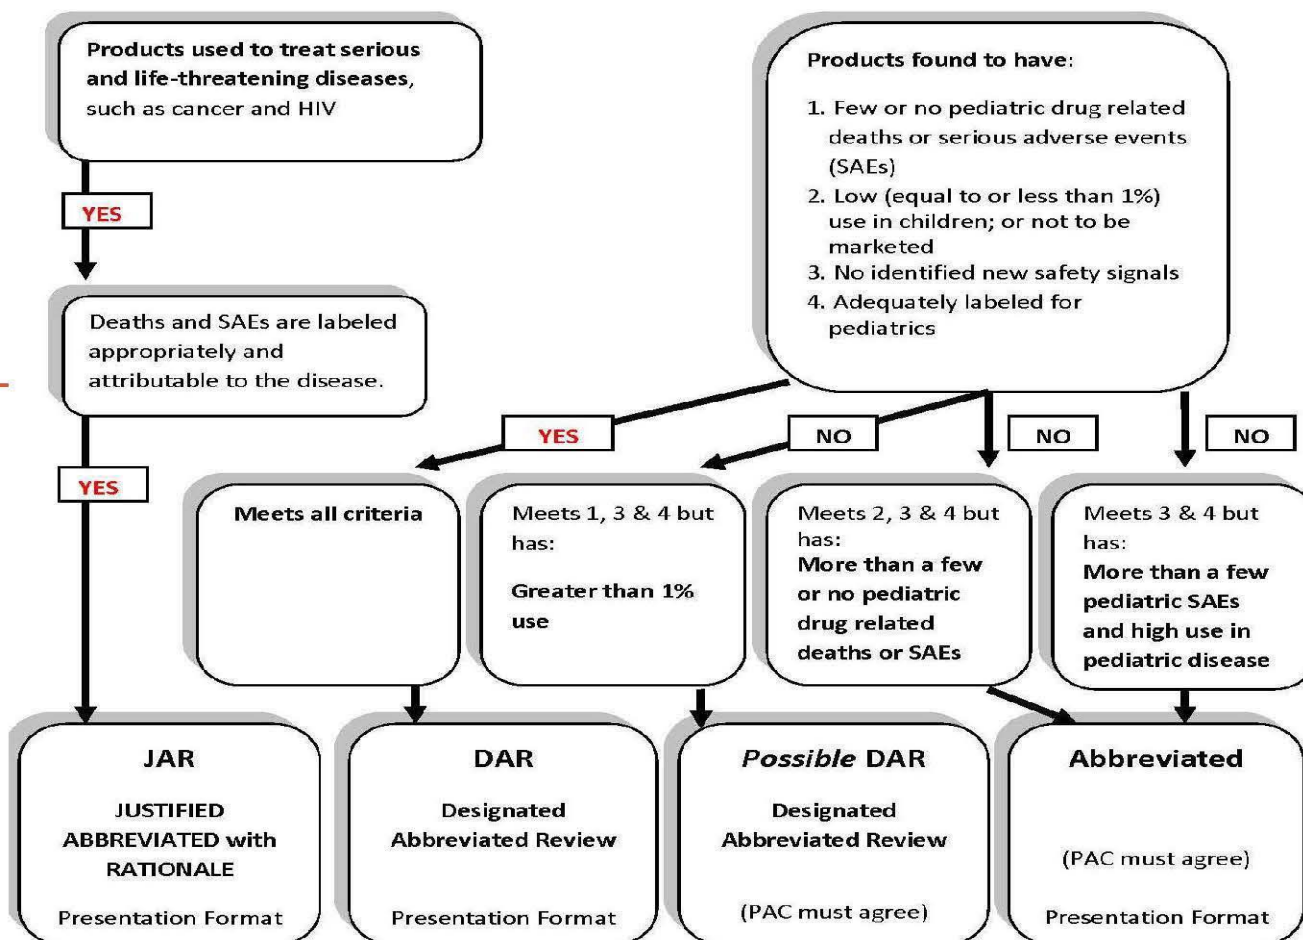 Products used to treat serious
and life-threatening diseases,
such as cancer and HIV
YES
Deaths and SAEs are labeled
appropriately and
attributable to the disease.
YES
Products found to have:
1. Few or no pediatric drug related
deaths or serious adverse events
(SAEs)
2. Low (equal to or less than 1%)
use in children; or not to be
marketed
3. No identified new safety signals
4. Adequately labeled for
pediatrics
YES
NO
NO
NO
Meets all criteria
Meets 1, 3 & 4 but
has:
Greater than 1%
use
Meets 2, 3 & 4 but
has:
More than a few
or no pediatric
drug related
deaths or SAEs
Meets 3 & 4 but
has:
More than a few
pediatric SAEs
and high use in
pediatric disease
JAR
JUSTIFIED
ABBREVIATED with
RATIONALE
Presentation Format
DAR
Designated
Abbreviated Review
Presentation Format
Possible DAR
Designated
Abbreviated Review
(PAC must agree)
Abbreviated
(PAC must agree)
Presentation Format